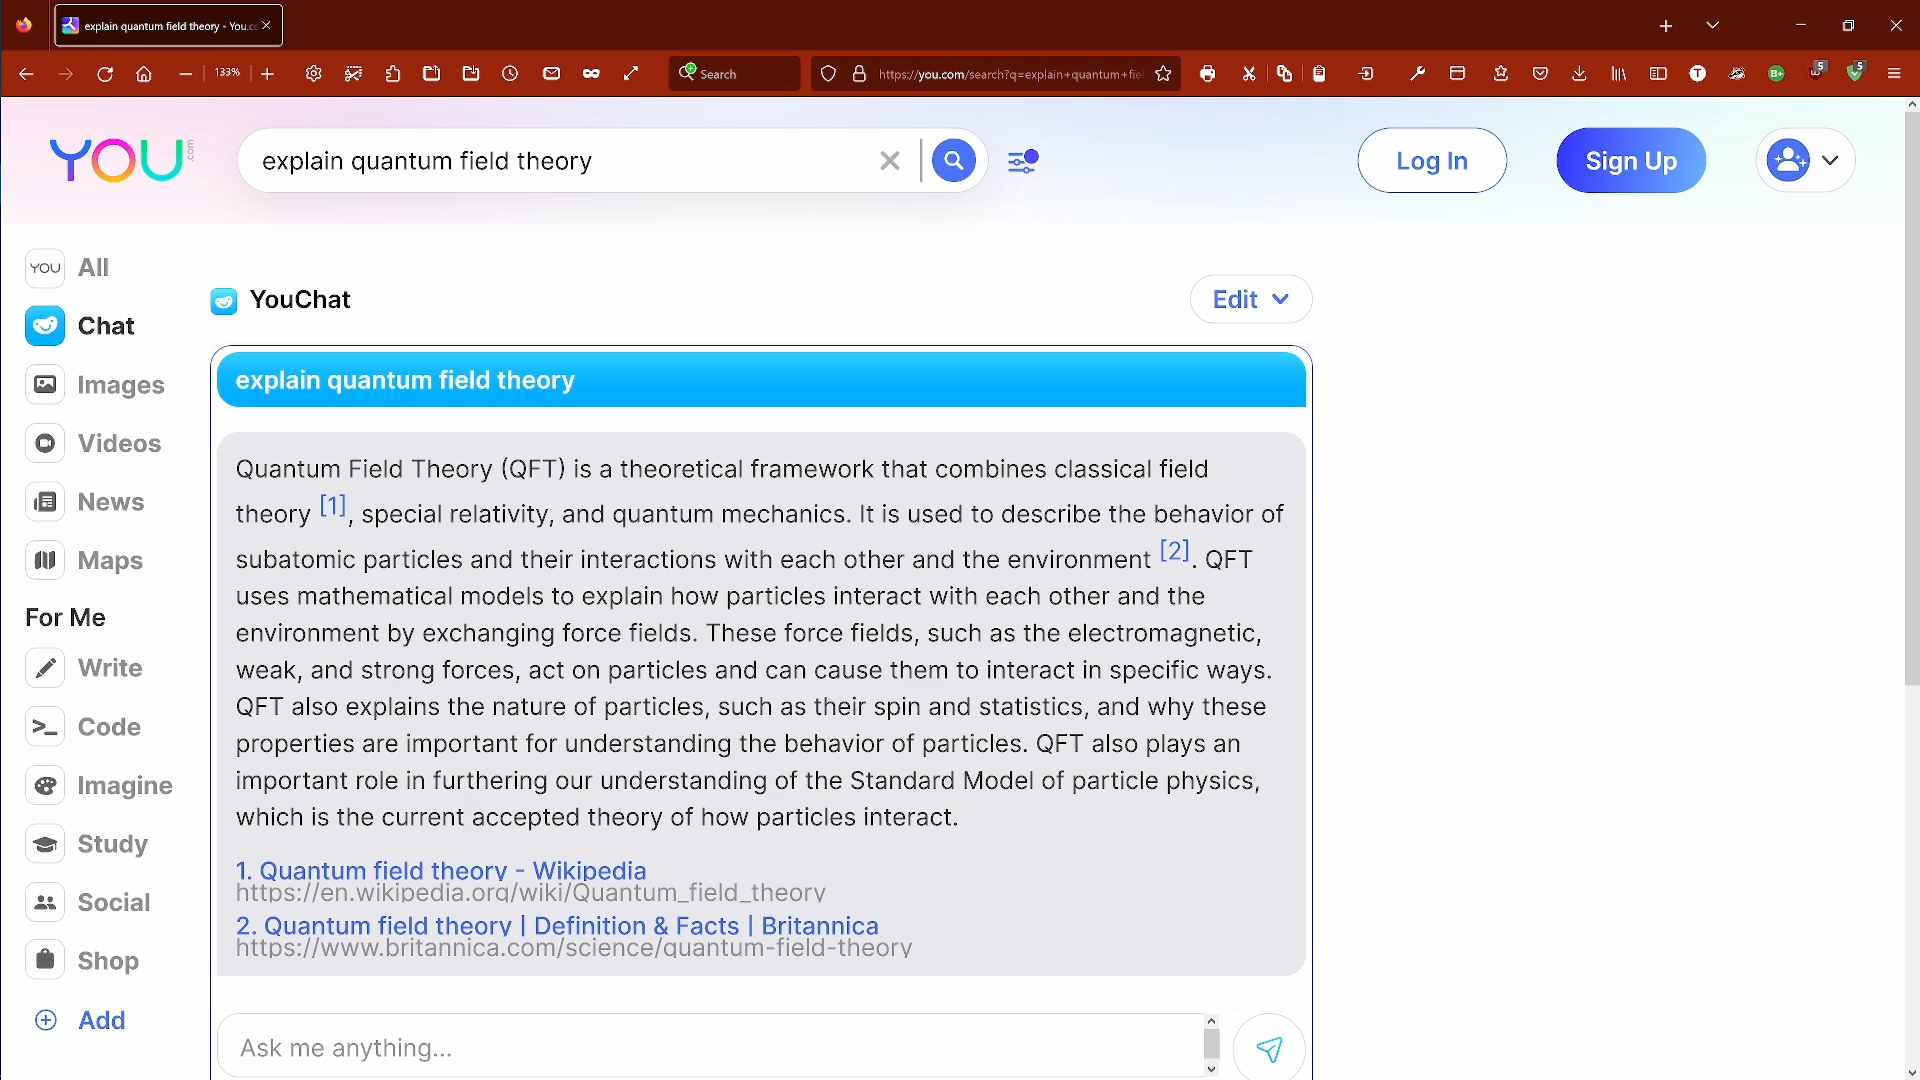 explain quantum field theory - You.co
133%
Search
https://you.com/search?q=explain+quantum+fie
B+
5
5
YOU.com
explain quantum field theory
Log In
Sign Up
YOU All
Chat
Images
Videos
News
Maps
For Me
Write
Code
Imagine
Study
Social
Shop
Add
YouChat
Edit
explain quantum field theory
Quantum Field Theory (QFT) is a theoretical framework that combines classical field
theory [1], special relativity, and quantum mechanics. It is used to describe the behavior of
subatomic particles and their interactions with each other and the environment [2]. QFT
uses mathematical models to explain how particles interact with each other and the
environment by exchanging force fields. These force fields, such as the electromagnetic,
weak, and strong forces, act on particles and can cause them to interact in specific ways.
QFT also explains the nature of particles, such as their spin and statistics, and why these
properties are important for understanding the behavior of particles. QFT also plays an
important role in furthering our understanding of the Standard Model of particle physics,
which is the current accepted theory of how particles interact.
1. Quantum field theory - Wikipedia
https://en.wikipedia.org/wiki/Quantum_field_theory
2. Quantum field theory | Definition & Facts | Britannica
https://www.britannica.com/science/quantum-field-theory
Ask me anything...